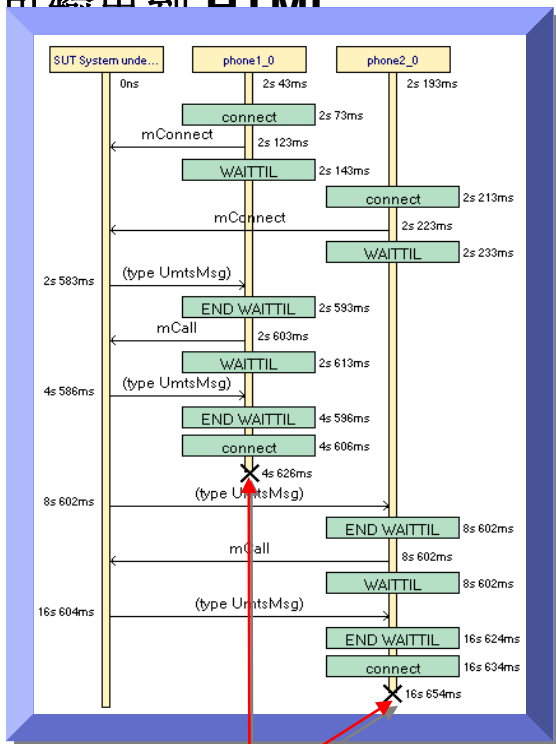 HTML
SUT System unde... phone1_0 phone2_0
0ns 2s 43ms 2s 193ms
connect 2s 73ms
mConnect 2s 123ms
WAITTIL 2s 143ms
connect 2s 213ms
mConnect 2s 223ms
WAITTIL 2s 233ms
2s 583ms (type UmtsMsg)
END WAITTIL 2s 593ms
mCall 2s 603ms
WAITTIL 2s 613ms
4s 586ms (type UmtsMsg)
END WAITTIL 4s 596ms
connect 4s 606ms
4s 626ms
8s 602ms (type UmtsMsg)
END WAITTIL 8s 602ms
mCall 8s 602ms
WAITTIL 8s 602ms
16s 604ms (type UmtsMsg)
END WAITTIL 16s 624ms
connect 16s 634ms
16s 654ms